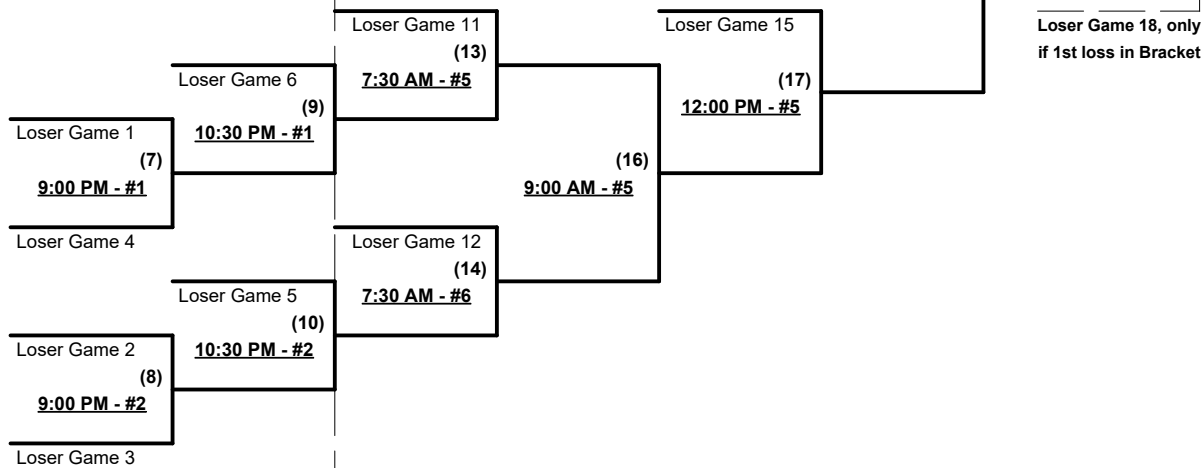 Loser Game 11
Loser Game 15
Loser Game 18, only
if 1st loss in Bracket
(13)
7:30 AM - #5
Loser Game 6
(17)
12:00 PM - #5
(9)
10:30 PM - #1
Loser Game 1
(7)
9:00 PM - #1
(16)
9:00 AM - #5
Loser Game 4
Loser Game 12
(14)
7:30 AM - #6
Loser Game 5
(10)
10:30 PM - #2
Loser Game 2
(8)
9:00 PM - #2
Loser Game 3